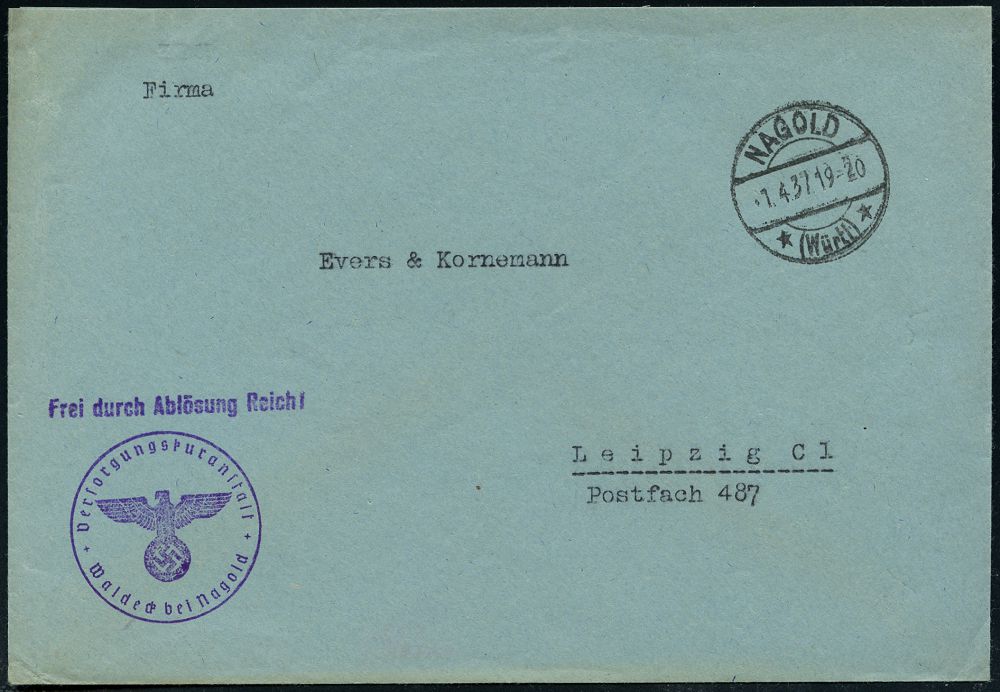 Firma
NAGOLD
·1.4.37 19-20
★ (Württ) ★
Evers & Kornemann
Frei durch Ablösung Reich!
Versorgungskuranstalt
+ Waldeck bei Nagold +
Leipzig C1
Postfach 487